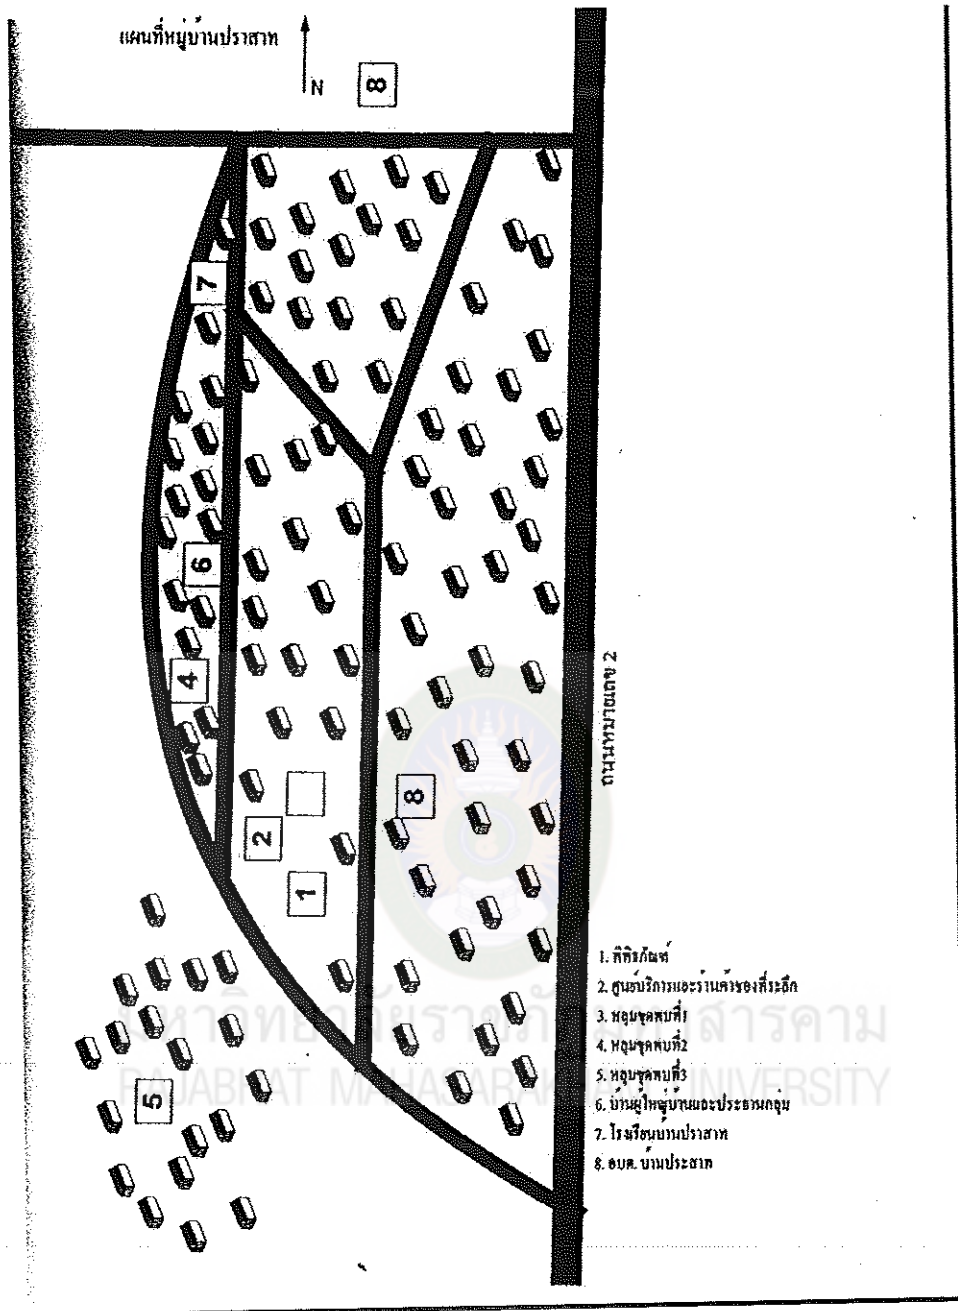 แผนที่หมู่บ้านปราสาท
N
8
7
6
4
8
2
1
5
ถนนหมายเลข 2
1. พิพิธภัณฑ์
2. ศูนย์บริการและร้านค้าของที่ระลึก
3. หลุมขุดพบที่1
4. หลุมขุดพบที่2
5. หลุมขุดพบที่3
6. บ้านผู้ใหญ่บ้านและประธานกลุ่ม
7. โรงเรียนบ้านปราสาท
8. อบต. บ้านประสาท
มหาวิทยาลัยราชภัฏมหาสารคาม
RAJABHAT MAHASARAKHAM UNIVERSITY